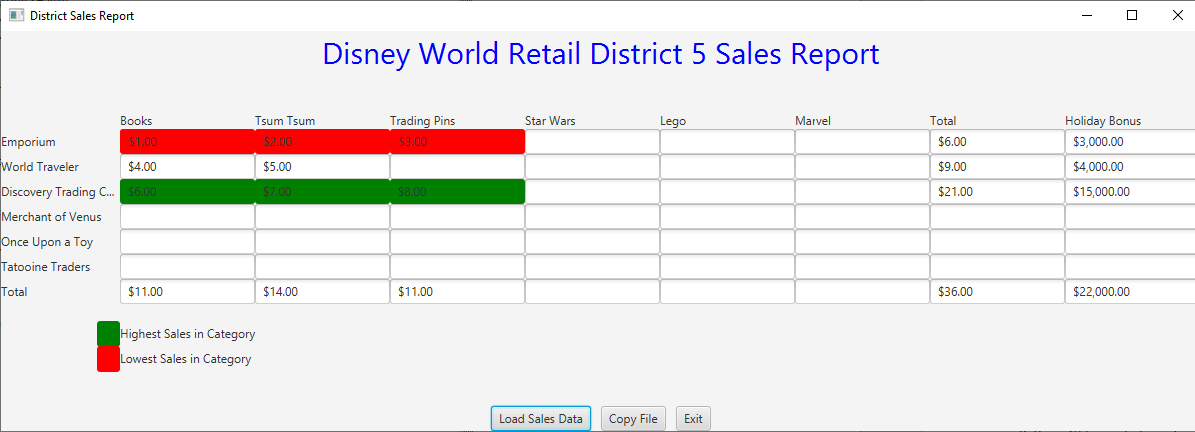 District Sales Report
Disney World Retail District 5 Sales Report
Books Tsum Tsum Trading Pins Star Wars Lego Marvel Total Holiday Bonus
Emporium $1.00 $2.00 $3.00 $6.00 $3,000.00
World Traveler $4.00 $5.00 $9.00 $4,000.00
Discovery Trading C... $6.00 $7.00 $8.00 $21.00 $15,000.00
Merchant of Venus
Once Upon a Toy
Tatooine Traders
Total $11.00 $14.00 $11.00 $36.00 $22,000.00
Highest Sales in Category
Lowest Sales in Category
Load Sales Data Copy File Exit